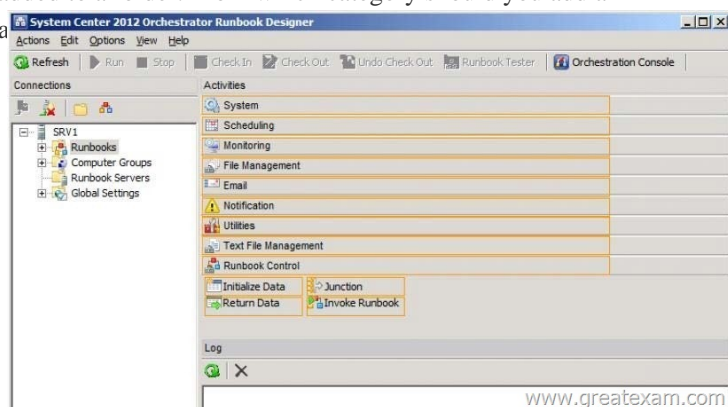 System Center 2012 Orchestrator Runbook Designer
Actions Edit Options View Help
Refresh Run Stop Check In Check Out Undo Check Out Runbook Tester Orchestration Console
Connections
SRV1
Runbooks
Computer Groups
Runbook Servers
Global Settings
Activities
System
Scheduling
Monitoring
File Management
Email
Notification
Utilities
Text File Management
Runbook Control
Initialize Data Junction
Return Data Invoke Runbook
Log
www.greatexam.com